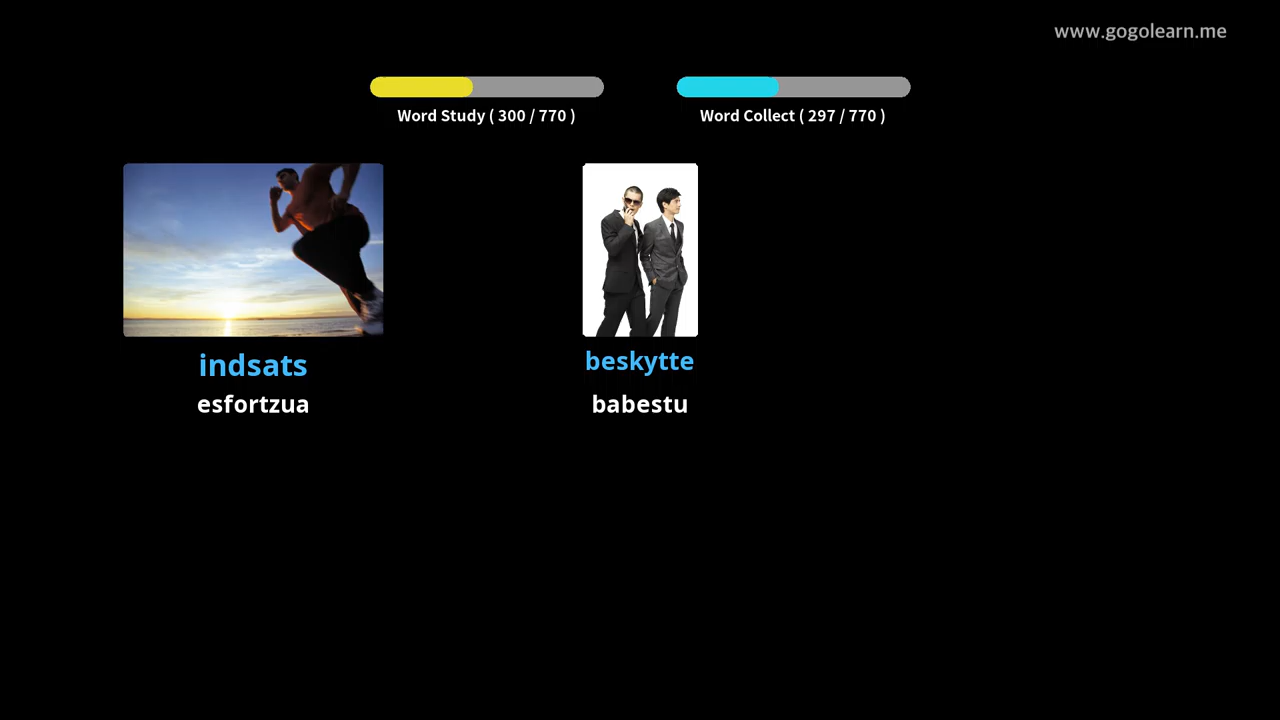 www.gogolearn.me
Word Study ( 300 / 770 )
Word Collect ( 297 / 770 )
indsats
esfortzua
beskytte
babestu